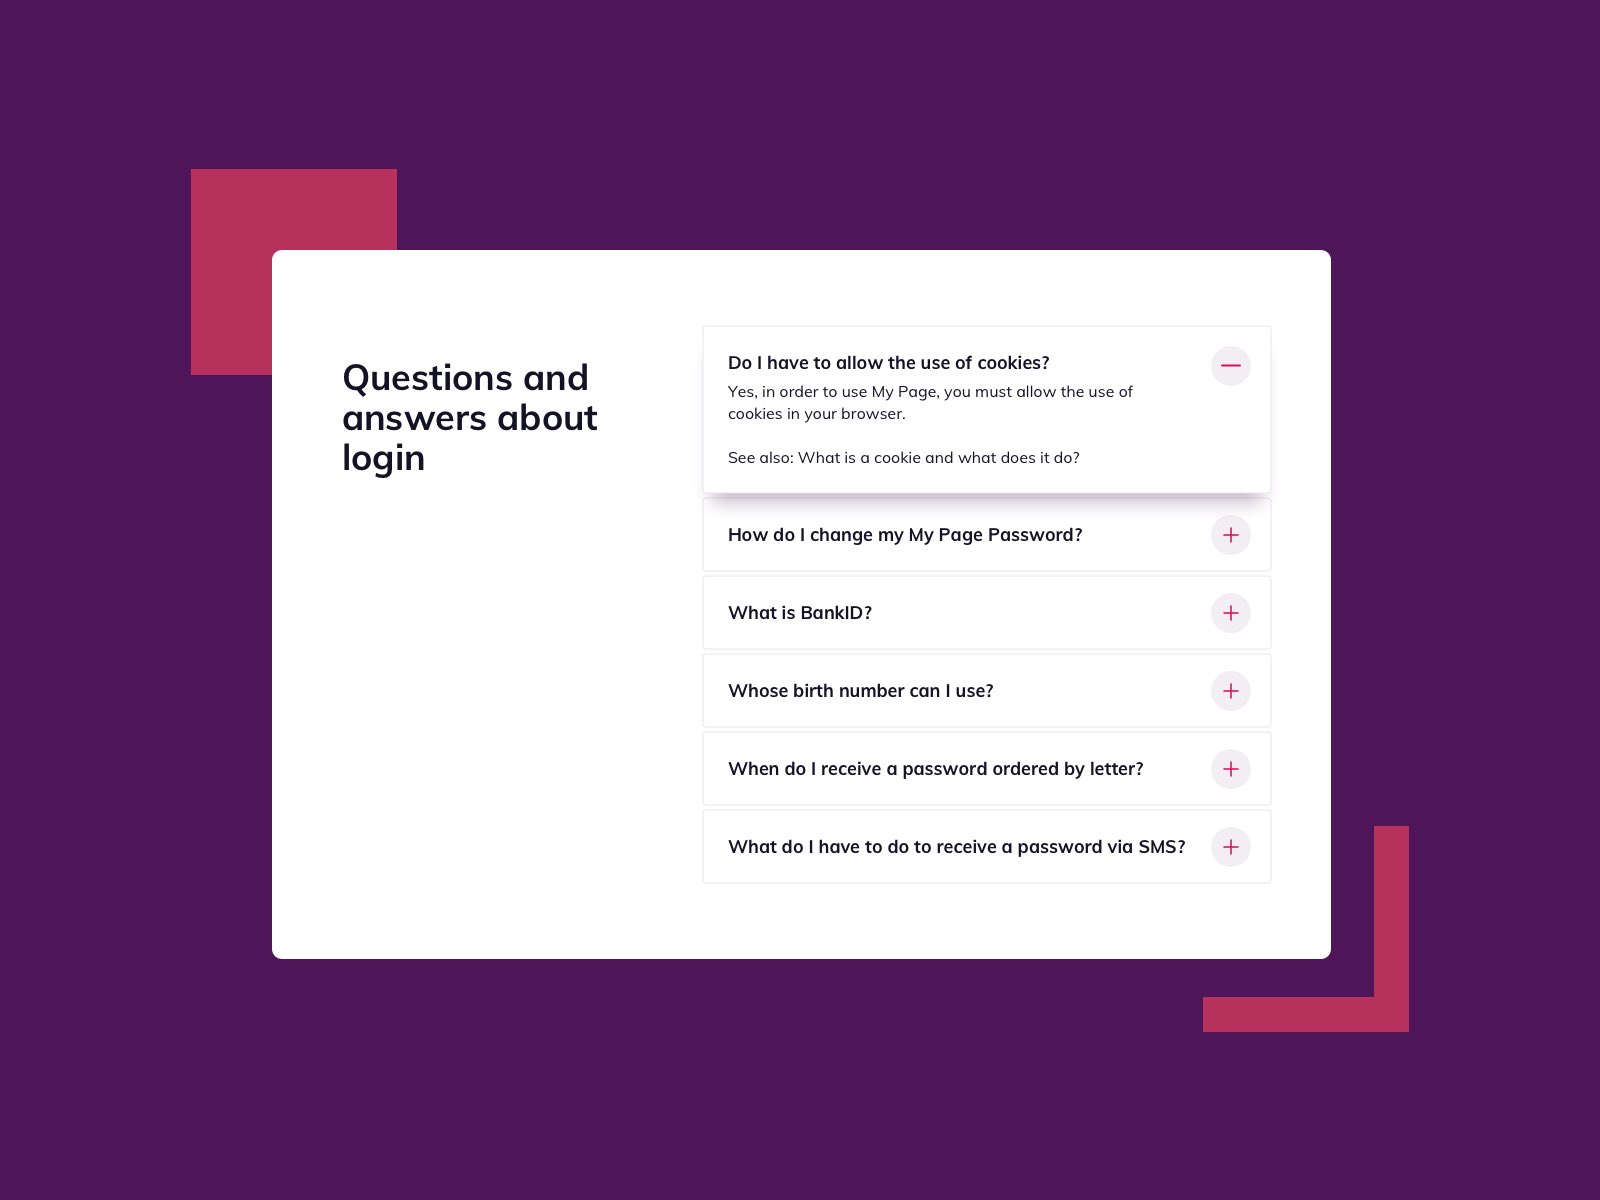 Questions and
answers about
login
Do I have to allow the use of cookies?
Yes, in order to use My Page, you must allow the use of
cookies in your browser.
See also: What is a cookie and what does it do?
How do I change my My Page Password?
What is BankID?
Whose birth number can I use?
When do I receive a password ordered by letter?
What do I have to do to receive a password via SMS?